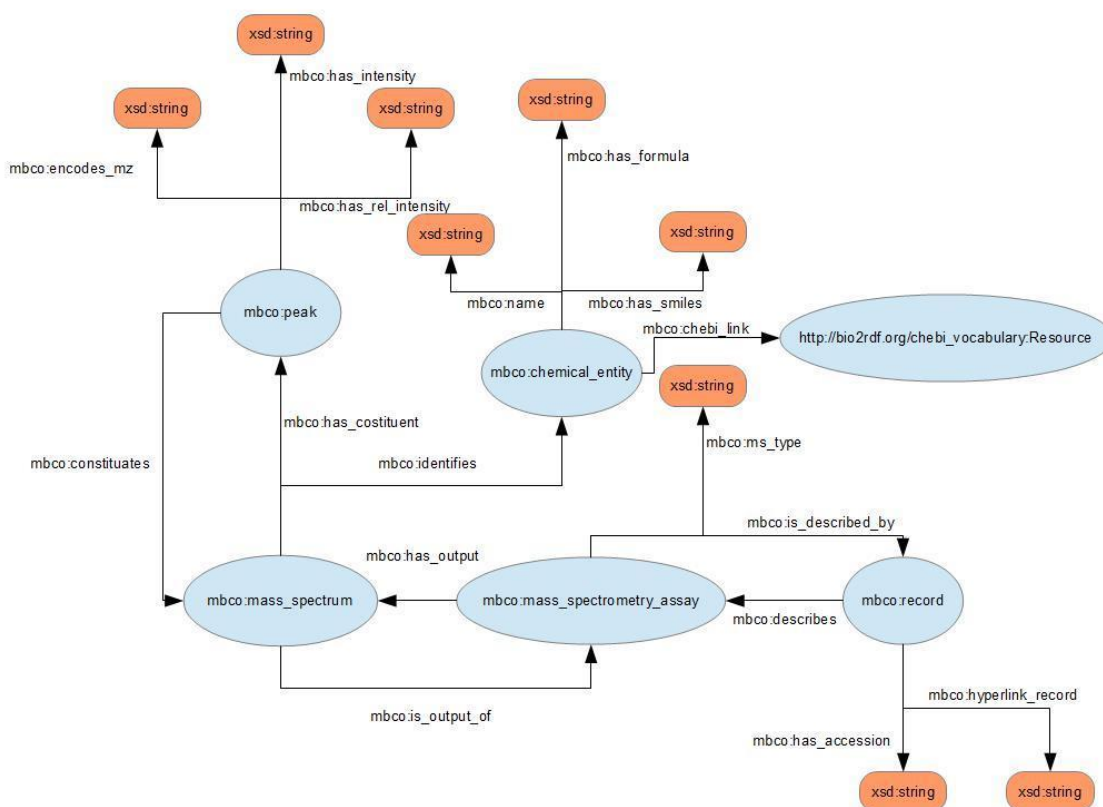 xsd:string
mbco:has_intensity
xsd:string
xsd:string
xsd:string
mbco:has_formula
mbco:encodes_mz
mbco:has_rel_intensity
xsd:string
xsd:string
mbco:peak
mbco:name
mbco:has_smiles
mbco:chebi_link
http://bio2rdf.org/chebi_vocabulary:Resource
mbco:chemical_entity
xsd:string
mbco:has_costituent
mbco:ms_type
mbco:constituates
mbco:identifies
mbco:is_described_by
mbco:has_output
mbco:mass_spectrum
mbco:mass_spectrometry_assay
mbco:record
mbco:describes
mbco:is_output_of
mbco:hyperlink_record
mbco:has_accession
xsd:string
xsd:string